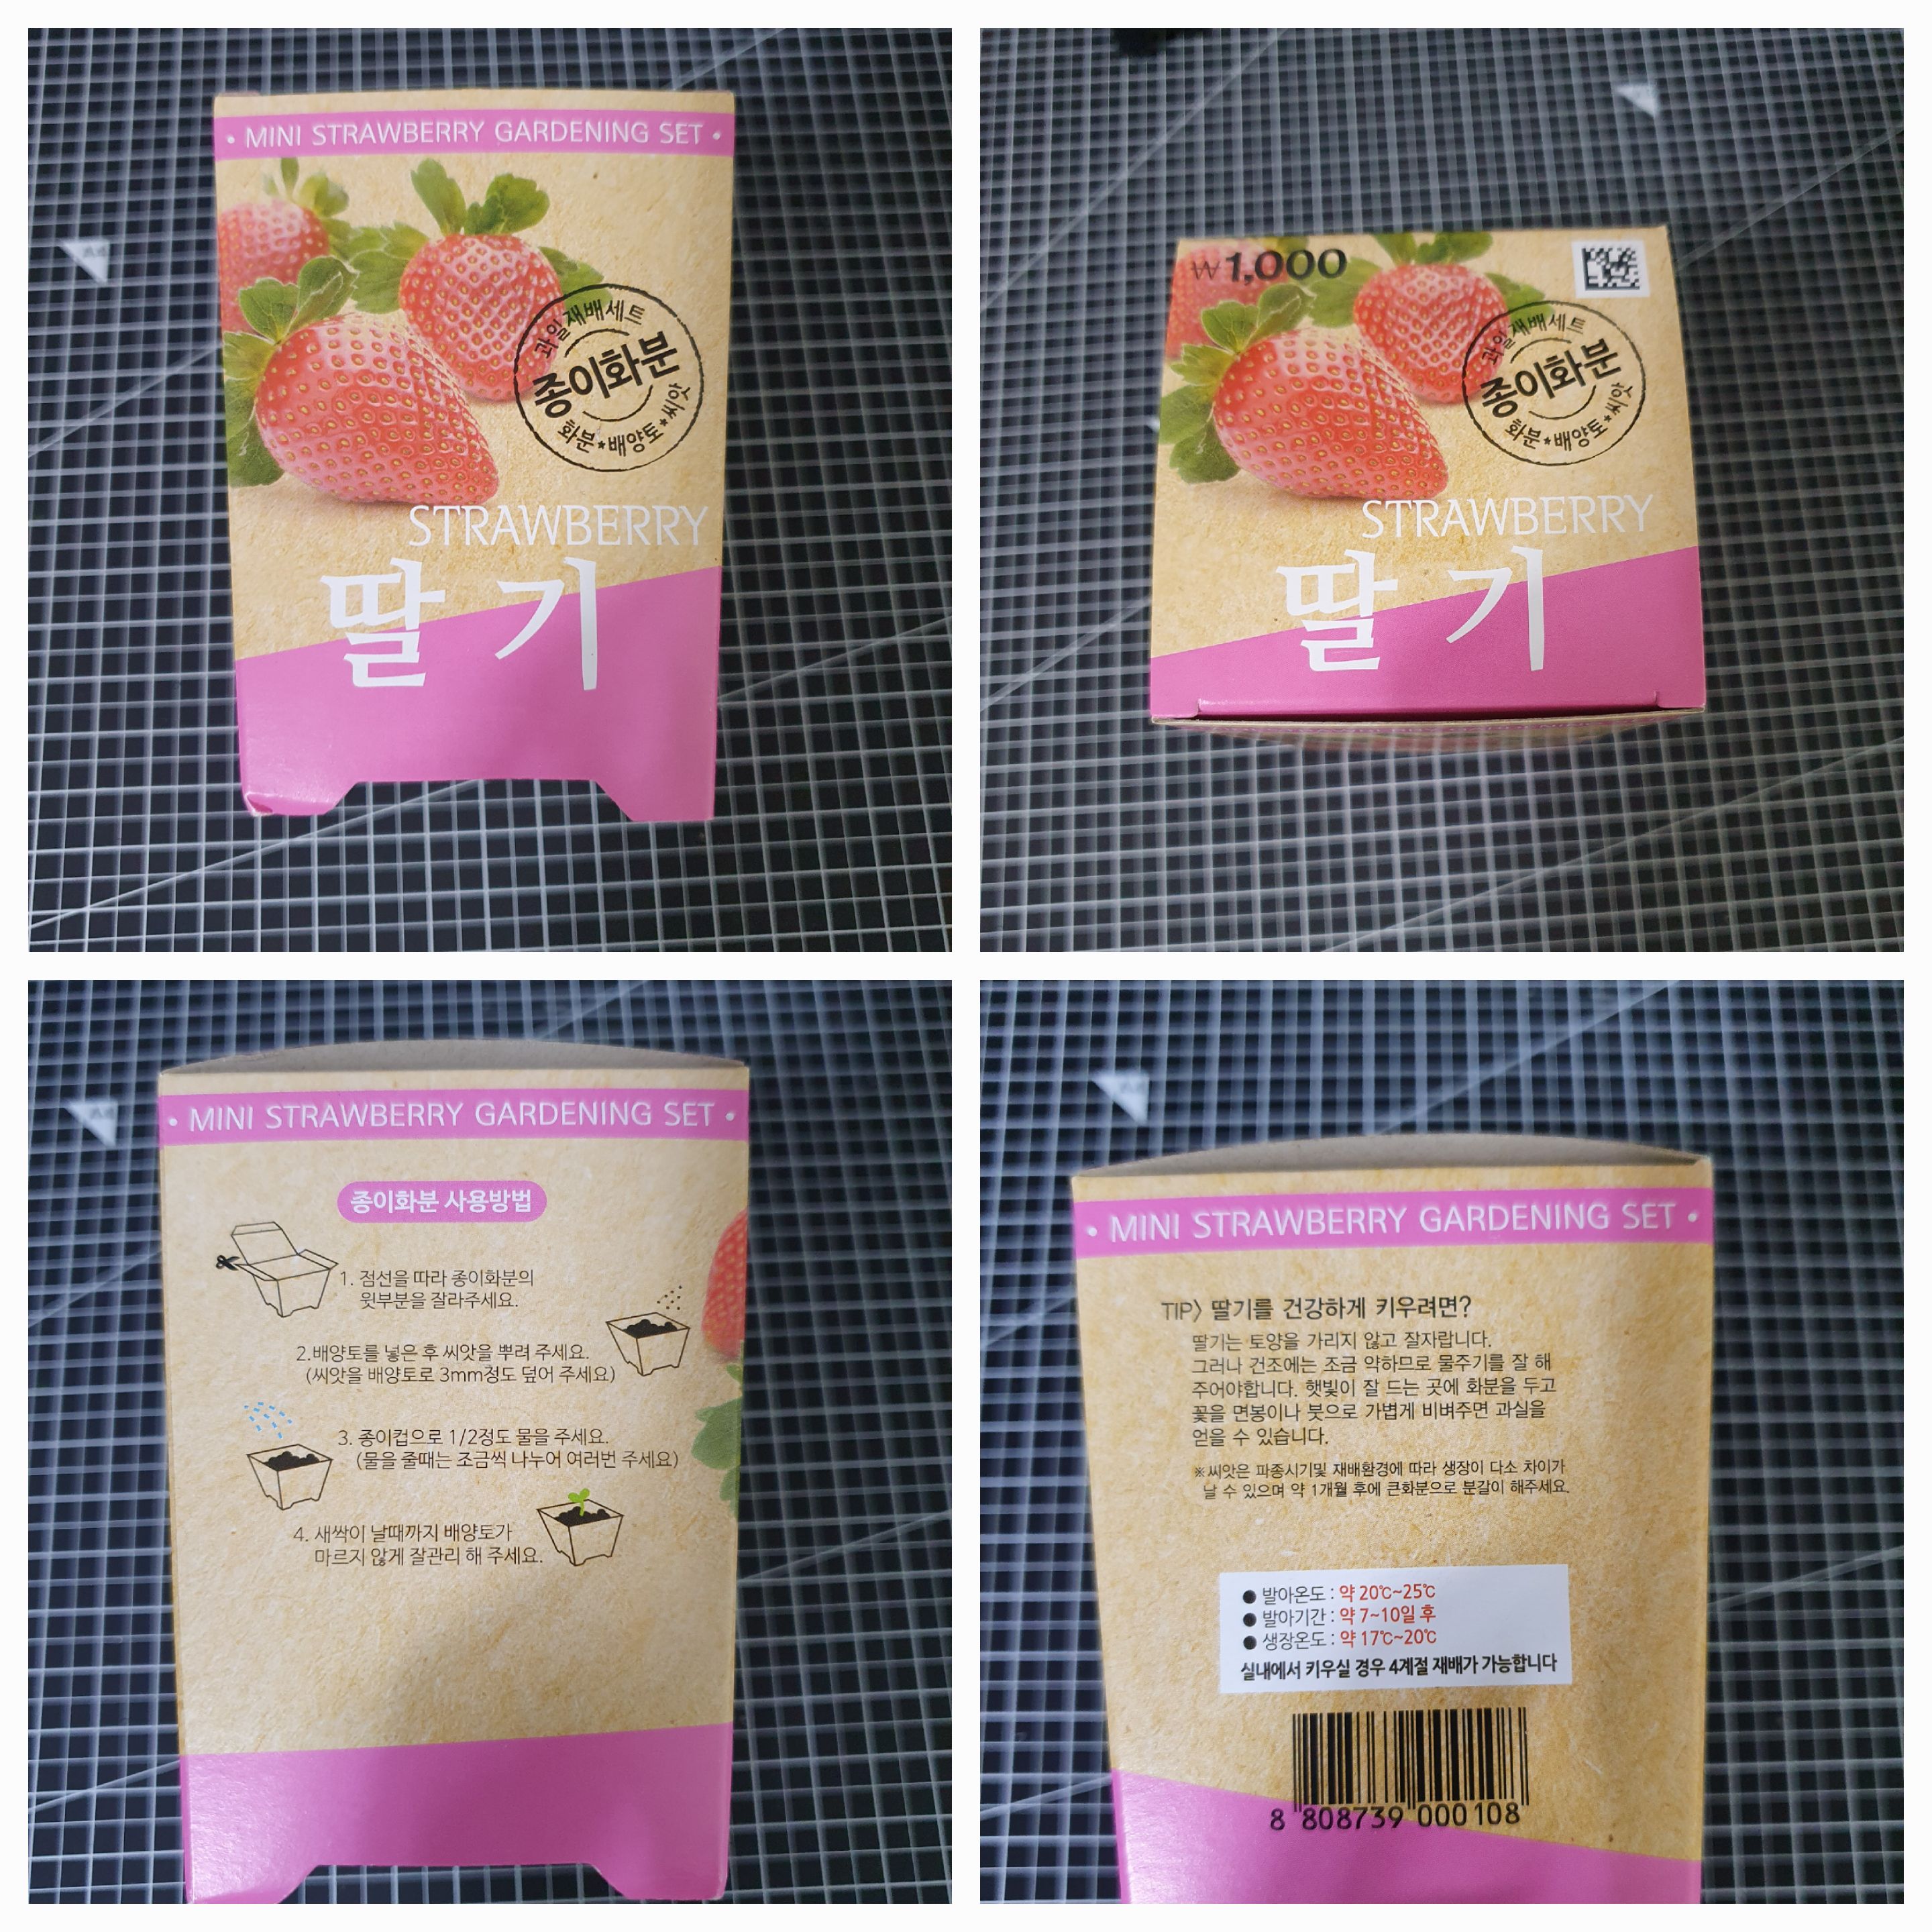 • MINI STRAWBERRY GARDENING SET •
과일재배세트
종이화분
화분★배양토★씨앗
STRAWBERRY
딸기
₩1,000
과일재배세트
종이화분
화분★배양토★씨앗
STRAWBERRY
딸기
• MINI STRAWBERRY GARDENING SET •
종이화분 사용방법
1. 점선을 따라 종이화분의
윗부분을 잘라주세요.
2.배양토를 넣은 후 씨앗을 뿌려 주세요.
(씨앗을 배양토로 3mm정도 덮어 주세요)
3. 종이컵으로 1/2정도 물을 주세요.
(물을 줄때는 조금씩 나누어 여러번 주세요)
4. 새싹이 날때까지 배양토가
마르지 않게 잘관리 해 주세요.
• MINI STRAWBERRY GARDENING SET •
TIP〉 딸기를 건강하게 키우려면?
딸기는 토양을 가리지 않고 잘자랍니다.
그러나 건조에는 조금 약하므로 물주기를 잘 해
주어야합니다. 햇빛이 잘 드는 곳에 화분을 두고
꽃을 면봉이나 붓으로 가볍게 비벼주면 과실을
얻을 수 있습니다.
※씨앗은 파종시기및 재배환경에 따라 생장이 다소 차이가
날 수 있으며 약 1개월 후에 큰화분으로 분갈이 해주세요.
● 발아온도 : 약 20℃~25℃
● 발아기간 : 약 7~10일 후
● 생장온도 : 약 17℃~20℃
실내에서 키우실 경우 4계절 재배가 가능합니다
8 808739 000108